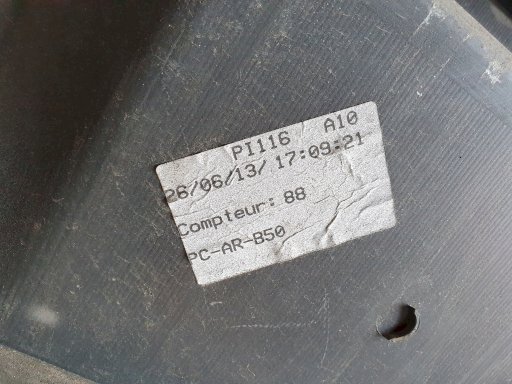 PI116 A10
26/06/13/ 17:09:21
Compteur: 88
PC-AR-B50